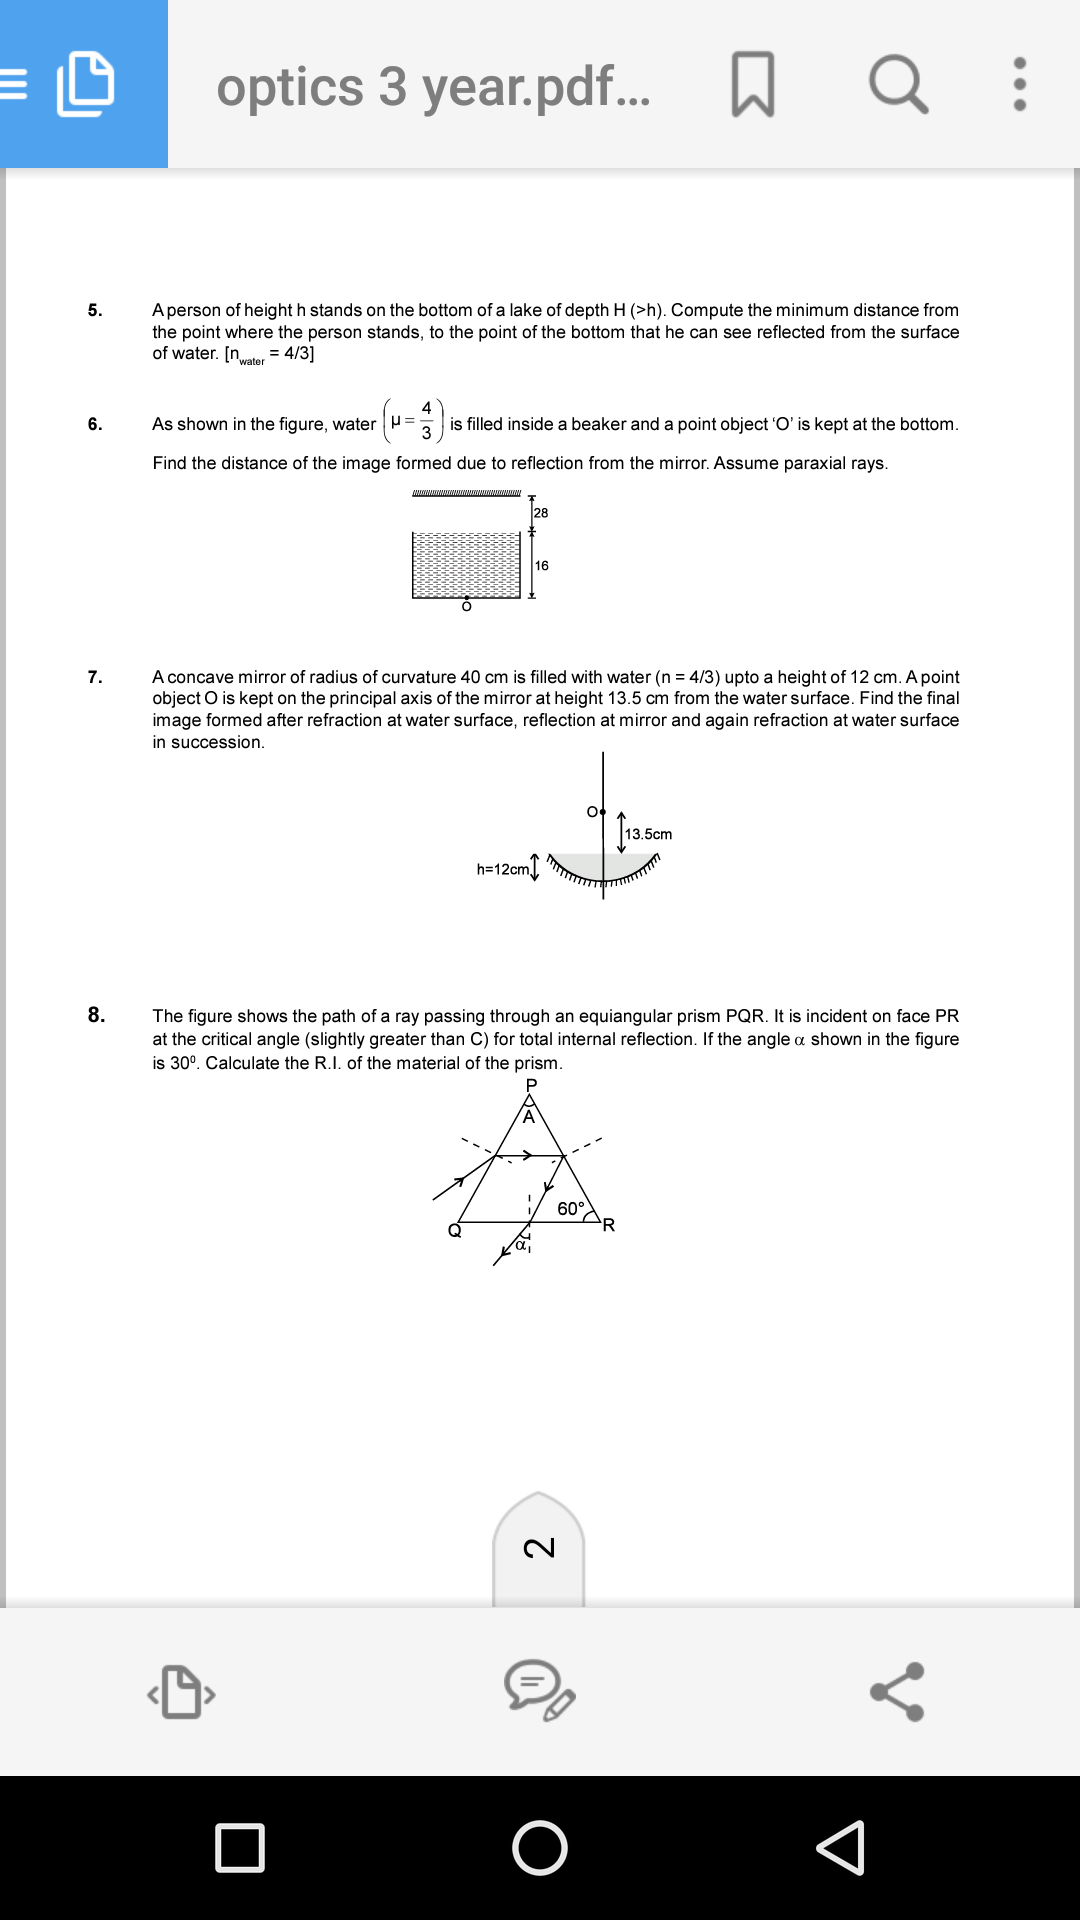 optics 3 year.pdf...
5. A person of height h stands on the bottom of a lake of depth H (>h). Compute the minimum distance from
the point where the person stands, to the point of the bottom that he can see reflected from the surface
of water. [n_water = 4/3]
6. As shown in the figure, water (μ = 4/3) is filled inside a beaker and a point object ‘O’ is kept at the bottom.
Find the distance of the image formed due to reflection from the mirror. Assume paraxial rays.
28
16
O
7. A concave mirror of radius of curvature 40 cm is filled with water (n = 4/3) upto a height of 12 cm. A point
object O is kept on the principal axis of the mirror at height 13.5 cm from the water surface. Find the final
image formed after refraction at water surface, reflection at mirror and again refraction at water surface
in succession.
O
13.5cm
h=12cm
8. The figure shows the path of a ray passing through an equiangular prism PQR. It is incident on face PR
at the critical angle (slightly greater than C) for total internal reflection. If the angle α shown in the figure
is 30⁰. Calculate the R.I. of the material of the prism.
P
A
60°
Q
R
α
2